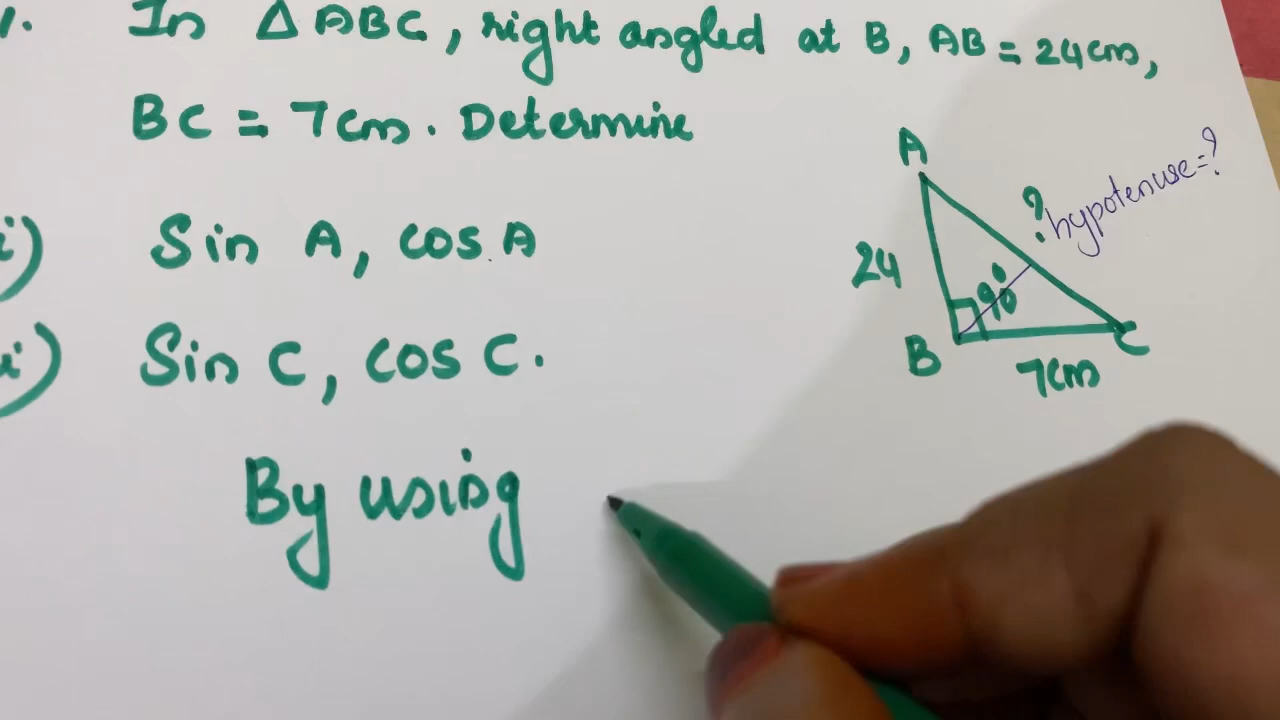 1. In Δ ABC, right angled at B, AB = 24cm,
BC = 7cm. Determine
i) Sin A, cos A
ii) Sin C, cos C.
By using
A
?
hypotenuse=?
24
90°
B
C
7cm